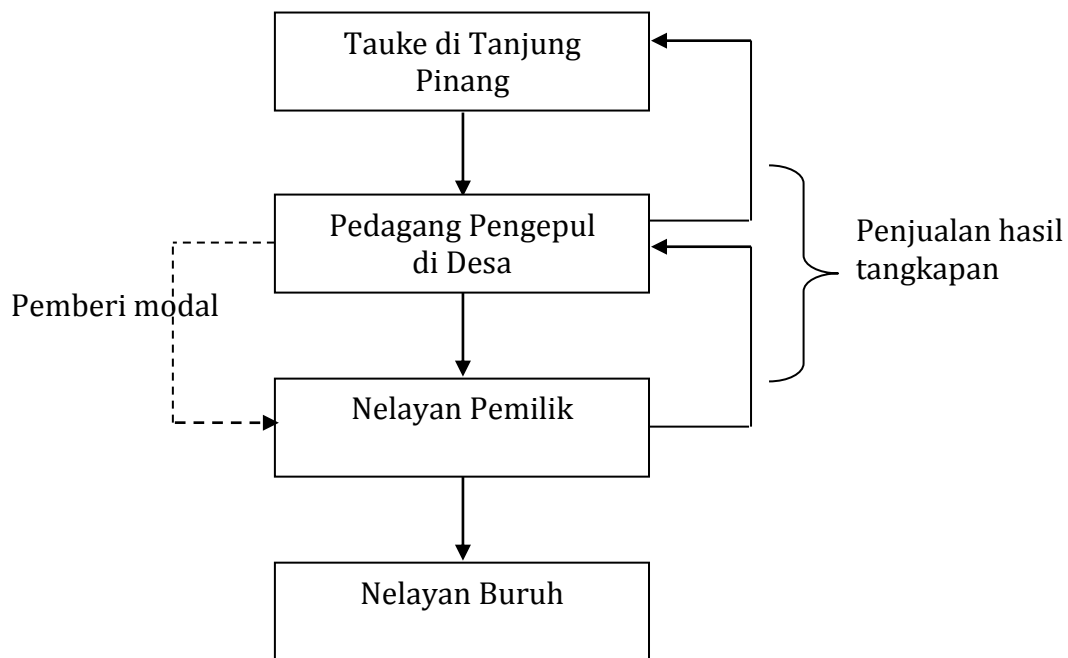 Tauke di Tanjung
Pinang
Pedagang Pengepul
di Desa
Penjualan hasil
tangkapan
Pemberi modal
Nelayan Pemilik
Nelayan Buruh